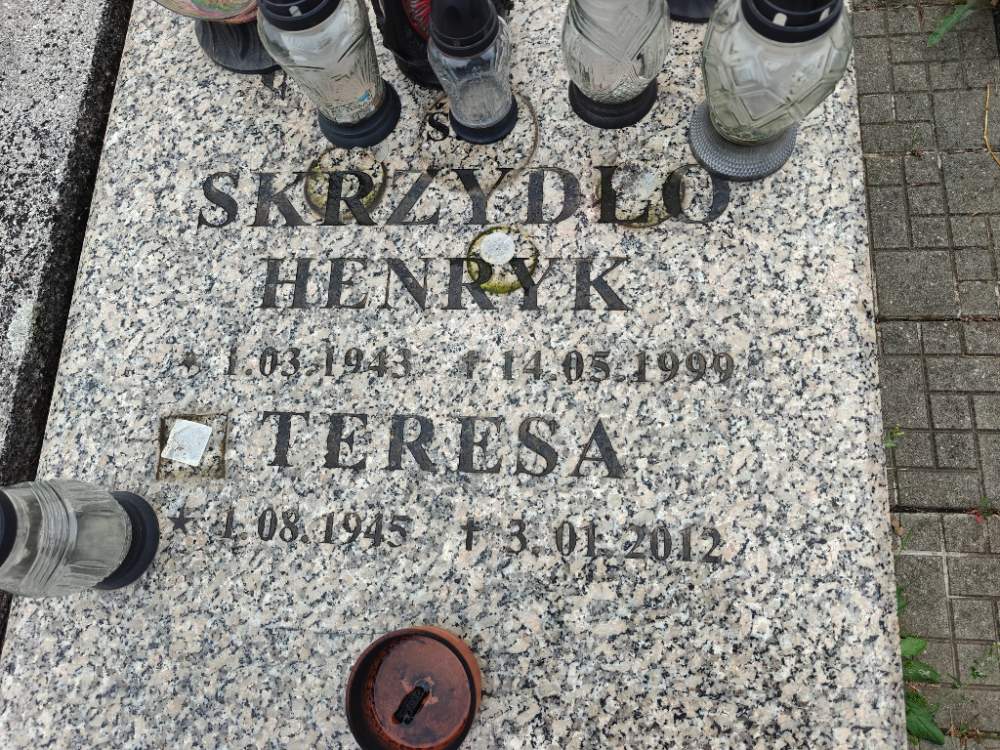 SKRZYDŁO
HENRYK
★ 1.03.1943 † 14.05.1999
TERESA
★ 1.08.1945 † 3.01.2012